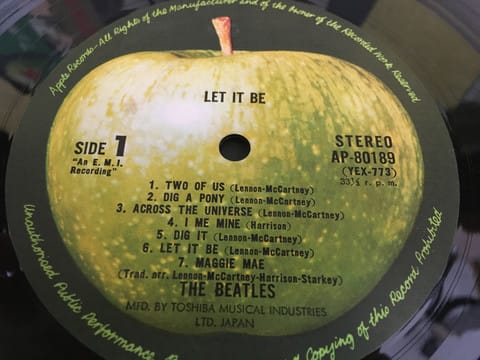 Apple Records-All Rights of the Manufacturer and of the Owner of the Recorded Work Reserved
LET IT BE
SIDE 1
"An E.M.I.
Recording"
STEREO
AP-80189
(YEX-773)
33⅓ r. p. m.
1. TWO OF US (Lennon-McCartney)
2. DIG A PONY (Lennon-McCartney)
3. ACROSS THE UNIVERSE (Lennon-McCartney)
4. I ME MINE (Harrison)
5. DIG IT (Lennon-McCartney)
6. LET IT BE (Lennon-McCartney)
7. MAGGIE MAE
(Trad. arr. Lennon-McCartney-Harrison-Starkey)
THE BEATLES
MFD. BY TOSHIBA MUSICAL INDUSTRIES
LTD. JAPAN
Unauthorized Public Performance Copying of this Record Prohibited